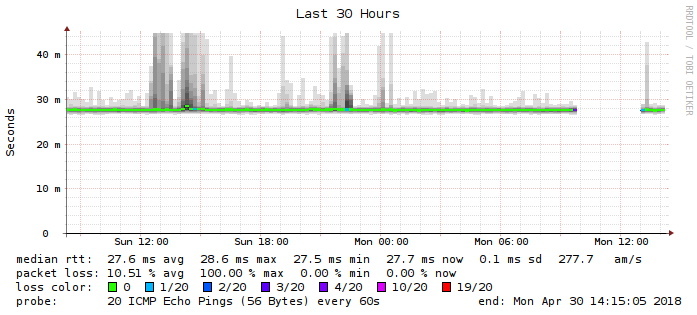 Last 30 Hours
RRDTOOL / TOBI OETIKER
Seconds
40 m
30 m
20 m
10 m
0
Sun 12:00 Sun 18:00 Mon 00:00 Mon 06:00 Mon 12:00
median rtt: 27.6 ms avg 28.6 ms max 27.5 ms min 27.7 ms now 0.1 ms sd 277.7 am/s
packet loss: 10.51 % avg 100.00 % max 0.00 % min 0.00 % now
loss color: 0 1/20 2/20 3/20 4/20 10/20 19/20
probe: 20 ICMP Echo Pings (56 Bytes) every 60s end: Mon Apr 30 14:15:05 2018